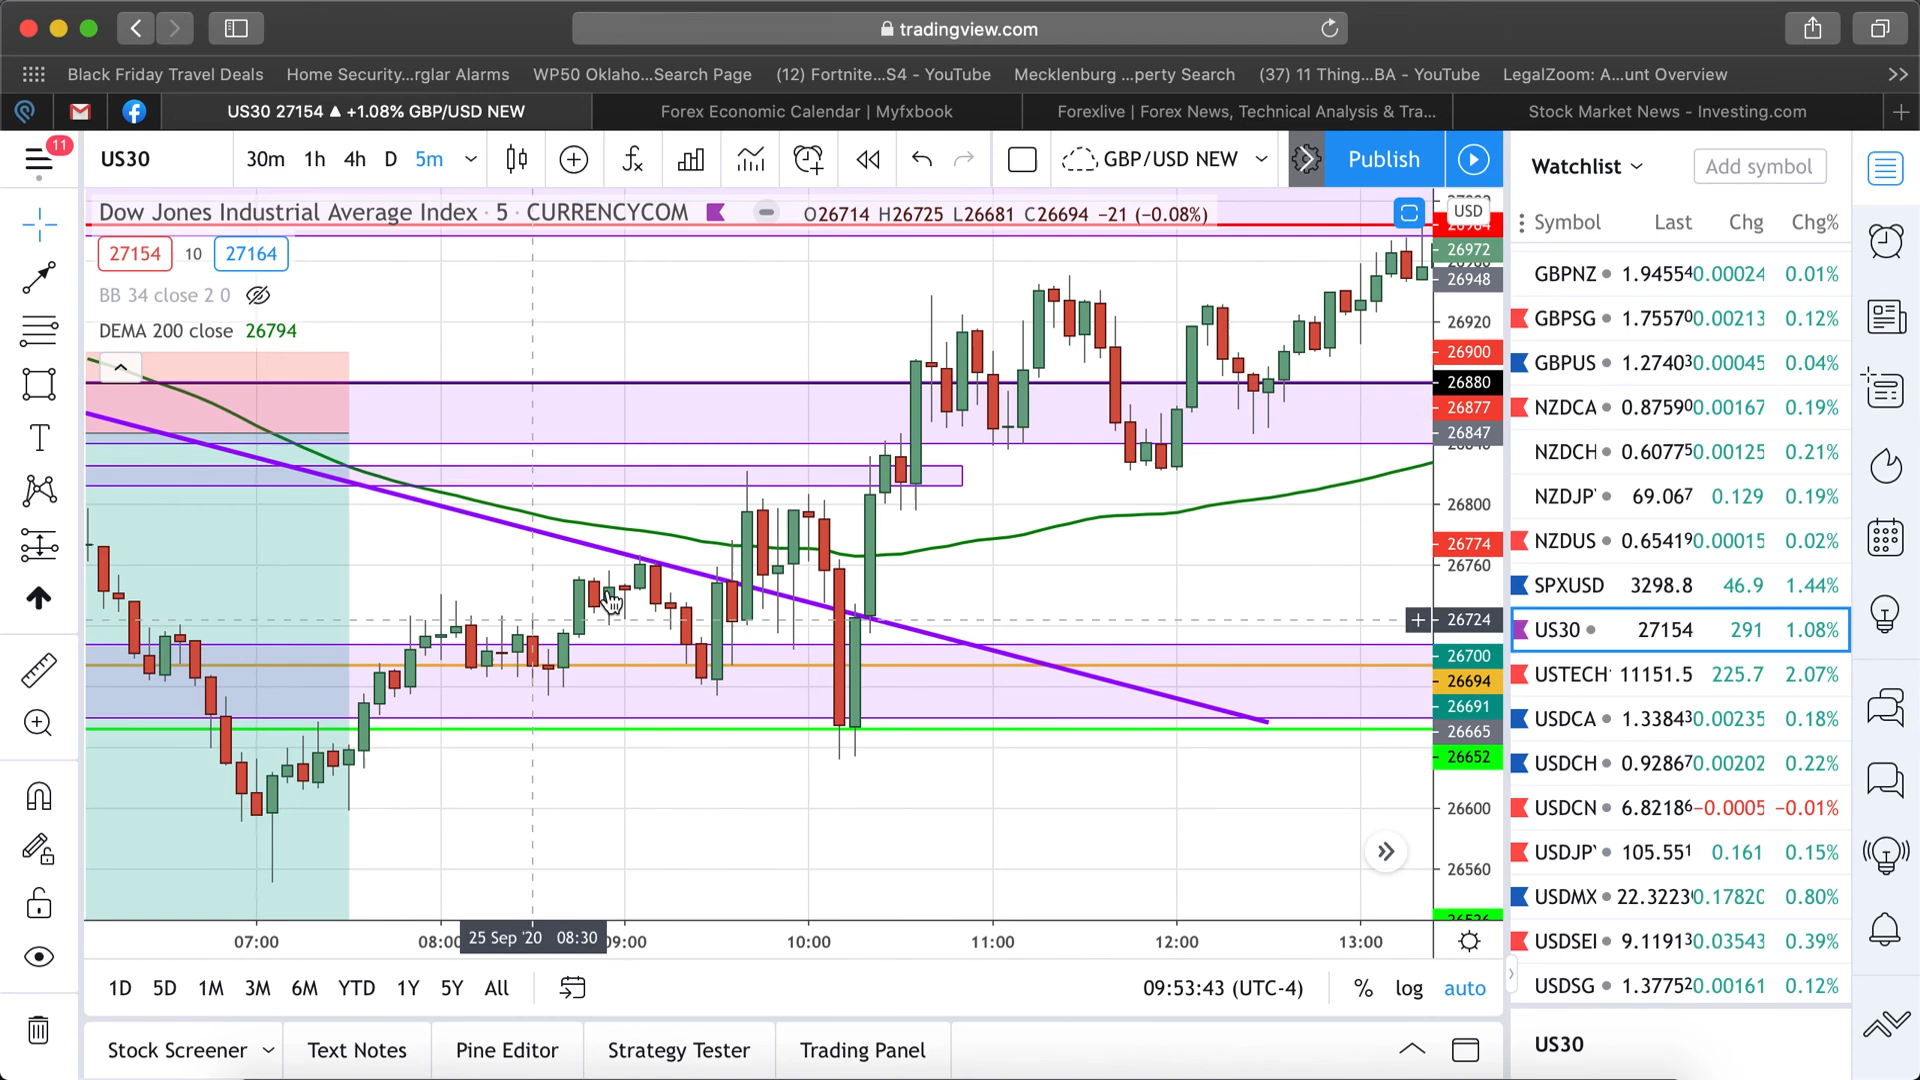 tradingview.com
Black Friday Travel Deals Home Security...rglar Alarms WP50 Oklaho...Search Page (12) Fortnite...S4 - YouTube Mecklenburg ...perty Search (37) 11 Thing...BA - YouTube LegalZoom: A...unt Overview
US30 27154 ▲ +1.08% GBP/USD NEW Forex Economic Calendar | Myfxbook Forexlive | Forex News, Technical Analysis & Tra... Stock Market News - Investing.com
11
US30 30m 1h 4h D 5m GBP/USD NEW Publish
Watchlist Add symbol
Dow Jones Industrial Average Index · 5 · CURRENCYCOM O26714 H26725 L26681 C26694 −21 (−0.08%) USD
27154 10 27164
BB 34 close 2 0
DEMA 200 close 26794
26972
26948
26920
26900
26880
26877
26847
26800
26774
26760
26724
26700
26694
26691
26665
26652
26600
26560
07:00 08:00 25 Sep '20 08:30 09:00 10:00 11:00 12:00 13:00
1D 5D 1M 3M 6M YTD 1Y 5Y All 09:53:43 (UTC-4) % log auto
Stock Screener Text Notes Pine Editor Strategy Tester Trading Panel
Symbol Last Chg Chg%
GBPNZ 1.94554 0.00024 0.01%
GBPSG 1.75570 0.00213 0.12%
GBPUS 1.27403 0.00045 0.04%
NZDCA 0.87590 0.00167 0.19%
NZDCH 0.60775 0.00125 0.21%
NZDJP 69.067 0.129 0.19%
NZDUS 0.65419 0.00015 0.02%
SPXUSD 3298.8 46.9 1.44%
US30 27154 291 1.08%
USTECH 11151.5 225.7 2.07%
USDCA 1.33843 0.00235 0.18%
USDCH 0.92867 0.00202 0.22%
USDCN 6.82186 −0.0005 −0.01%
USDJP 105.551 0.161 0.15%
USDMX 22.3223 0.1782 0.80%
USDSE 9.11913 0.03543 0.39%
USDSG 1.37752 0.00161 0.12%
US30